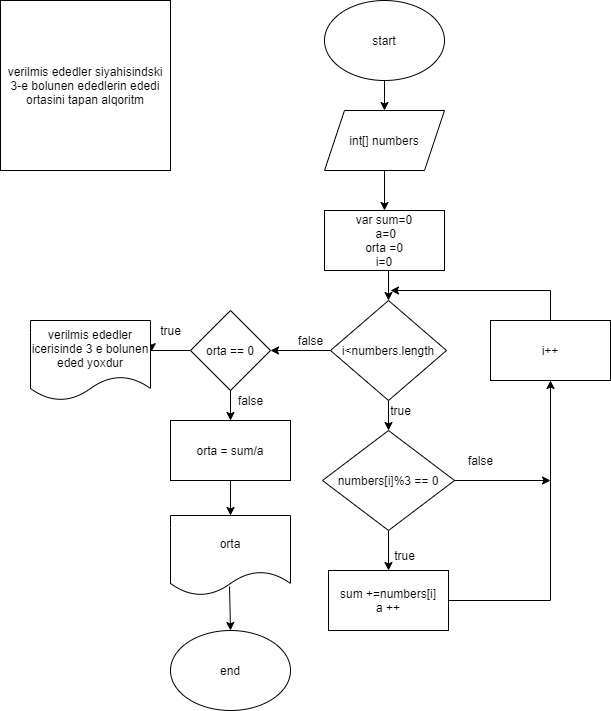 verilmis ededler siyahisindski
3-e bolunen ededlerin ededi
ortasini tapan alqoritm
start
int[] numbers
var sum=0
a=0
orta =0
i=0
i<numbers.length
i++
false
true
orta == 0
true
verilmis ededler
icerisinde 3 e bolunen
eded yoxdur
false
orta = sum/a
orta
end
numbers[i]%3 == 0
false
true
sum +=numbers[i]
a ++